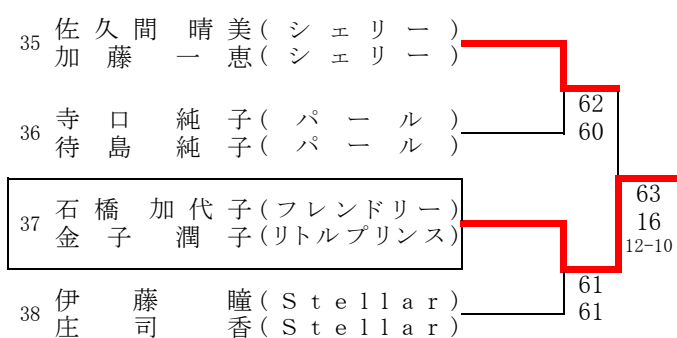 35 佐久間 晴美(シェリー)
加藤 一恵(シェリー)
62
60
36 寺口 純子(パール)
待島 純子(パール)
63
16
12-10
37 石橋 加代子(フレンドリー)
金子 潤子(リトルプリンス)
61
61
38 伊藤 瞳(Stellar)
庄司 香(Stellar)